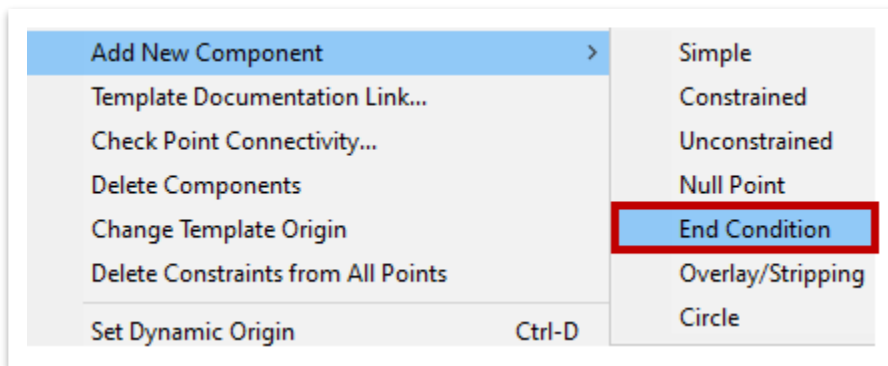 Add New Component >
Template Documentation Link...
Check Point Connectivity...
Delete Components
Change Template Origin
Delete Constraints from All Points
Set Dynamic Origin Ctrl-D
Simple
Constrained
Unconstrained
Null Point
End Condition
Overlay/Stripping
Circle